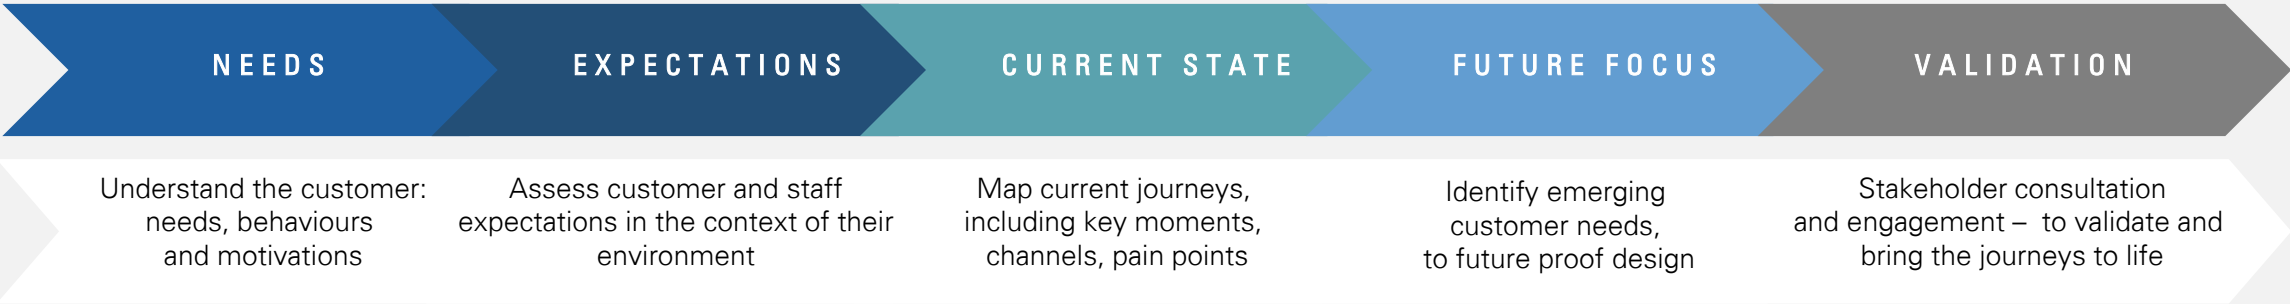 NEEDS
EXPECTATIONS
CURRENT STATE
FUTURE FOCUS
VALIDATION
Understand the customer:
needs, behaviours
and motivations
Assess customer and staff
expectations in the context of their
environment
Map current journeys,
including key moments,
channels, pain points
Identify emerging
customer needs,
to future proof design
Stakeholder consultation
and engagement –  to validate and
bring the journeys to life